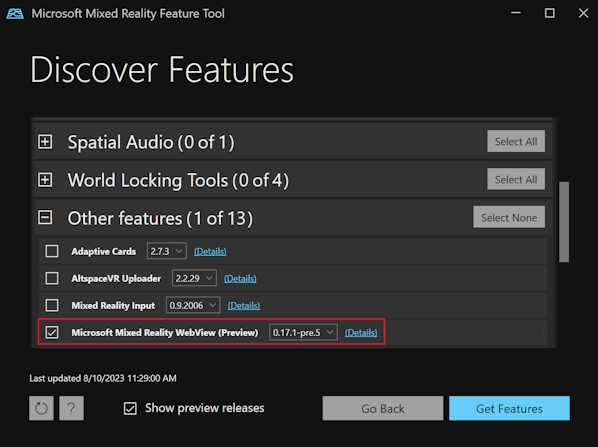 Microsoft Mixed Reality Feature Tool
Discover Features
Spatial Audio (0 of 1) Select All
World Locking Tools (0 of 4) Select All
Other features (1 of 13) Select None
Adaptive Cards 2.7.3 (Details)
AltspaceVR Uploader 2.2.29 (Details)
Mixed Reality Input 0.9.2006 (Details)
Microsoft Mixed Reality WebView (Preview) 0.17.1-pre.5 (Details)
Last updated 8/10/2023 11:29:00 AM
? Show preview releases Go Back Get Features